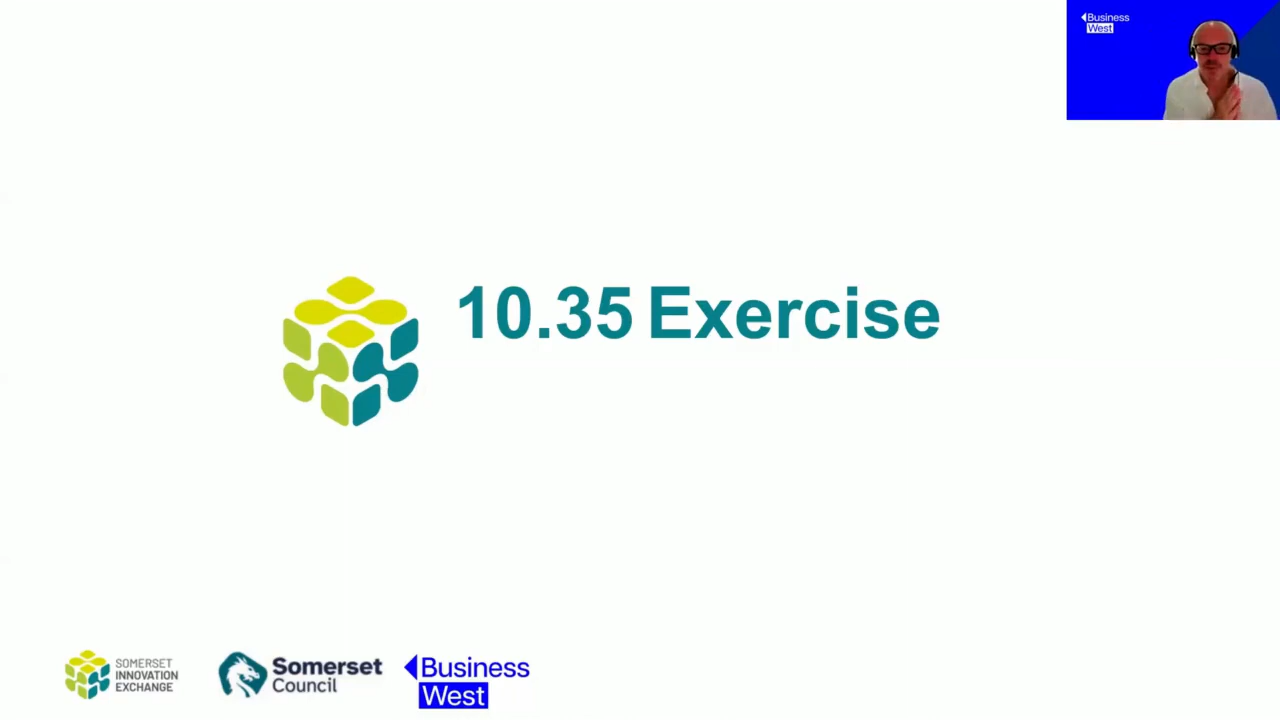 Business
West
10.35 Exercise
SOMERSET
INNOVATION
EXCHANGE
Somerset
Council
Business
West